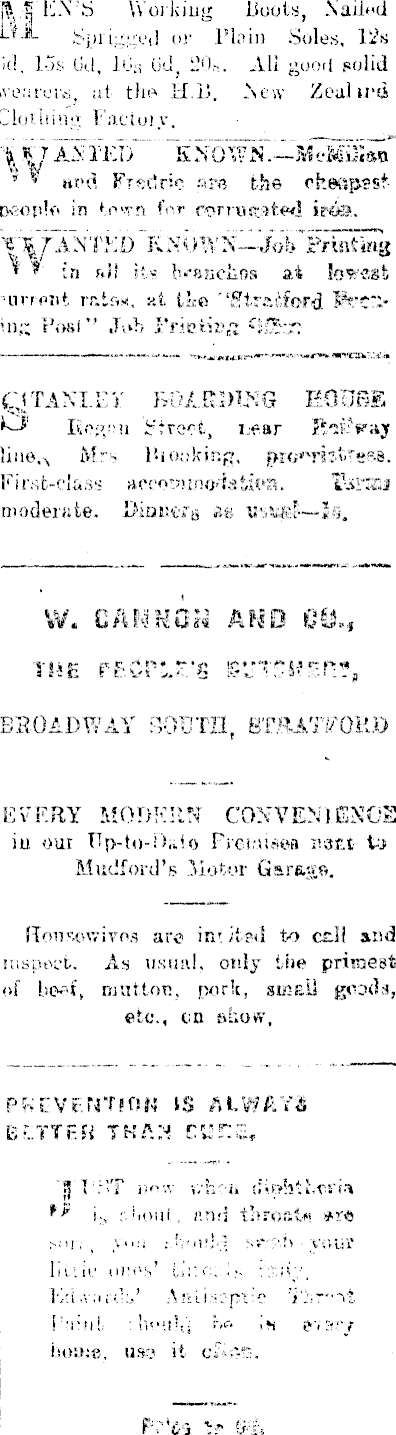 MEN'S Working Boots, Nailed
Sprigged or Plain Soles, 12s
6d, 15s 6d, 16s 6d, 20s. All good solid
wearers, at the H.B. New Zealand
Clothing Factory.
WANTED KNOWN.—McMillan
and Fredric are the cheapest
people in town for corrugated iron.
WANTED KNOWN—Job Printing
in all its branches at lowest
current rates, at the "Stratford Even-
ing Post" Job Printing Office
STANLEY BOARDING HOUSE
Regan Street, near Railway
line., Mrs Brooking, proprietress.
First-class accommodation. Terms
moderate. Dinners as usual—1s.
W. CANNON AND CO.,
THE PEOPLE'S BUTCHERS,
BROADWAY SOUTH, STRATFORD
EVERY MODERN CONVENIENCE
in our Up-to-Date Premises next to
Mudford's Motor Garage.
Housewives are invited to call and
inspect. As usual, only the primest
of beef, mutton, pork, small goods,
etc., on show.
PREVENTION IS ALWAYS
BETTER THAN CURE.
JUST now when diphtheria
is about, and throats are
sore, you should swab your
little ones' throats daily.
Edwards' Antiseptic Throat
Paint should be in every
home, use it often.